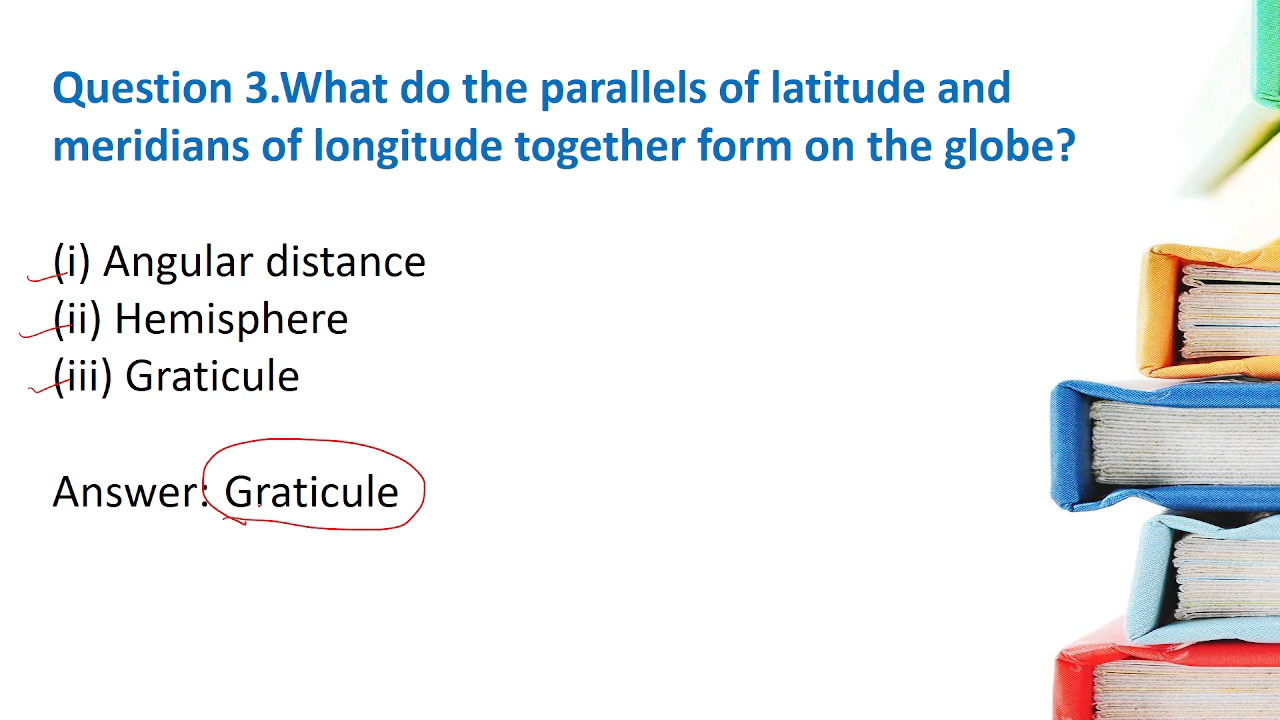 Question 3.What do the parallels of latitude and
meridians of longitude together form on the globe?
(i) Angular distance
(ii) Hemisphere
(iii) Graticule
Answer: Graticule